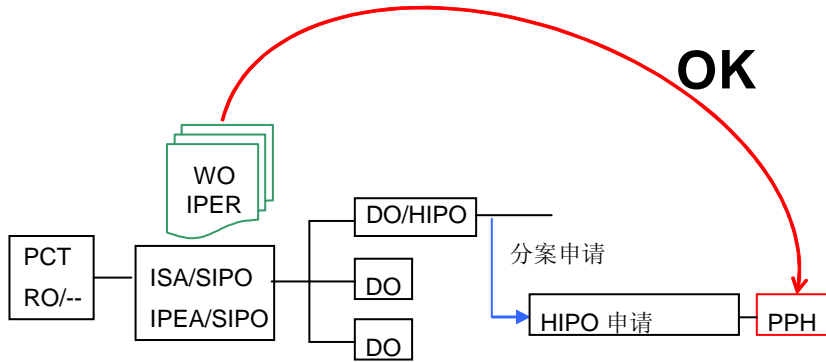 OK
WO
IPER
DO/HIPO
PCT
RO/--
ISA/SIPO
IPEA/SIPO
DO
DO
分案申请
HIPO 申请
PPH